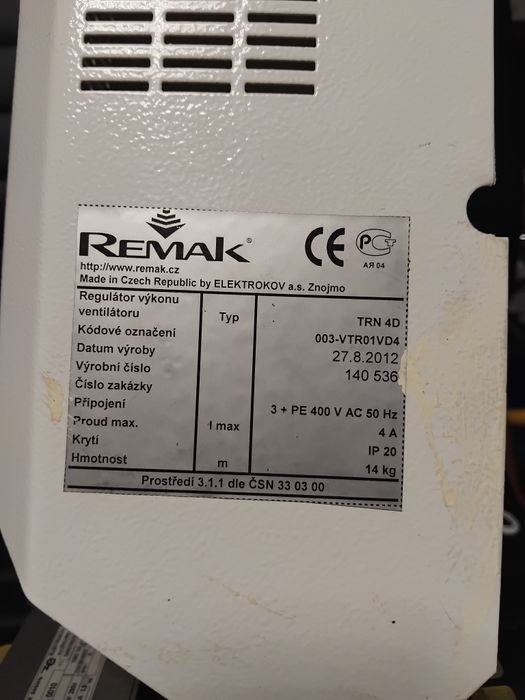 REMAK®
CE PCT
АЯ 04
http://www.remak.cz
Made in Czech Republic by ELEKTROKOV a.s. Znojmo
Regulátor výkonu ventilátoru Typ TRN 4D
Kódové označení 003-VTR01VD4
Datum výroby 27.8.2012
Výrobní číslo 140 536
Číslo zakázky
Připojení 3 + PE 400 V AC 50 Hz
Proud max. I max 4 A
Krytí IP 20
Hmotnost m 14 kg
Prostředí 3.1.1 dle ČSN 33 03 00